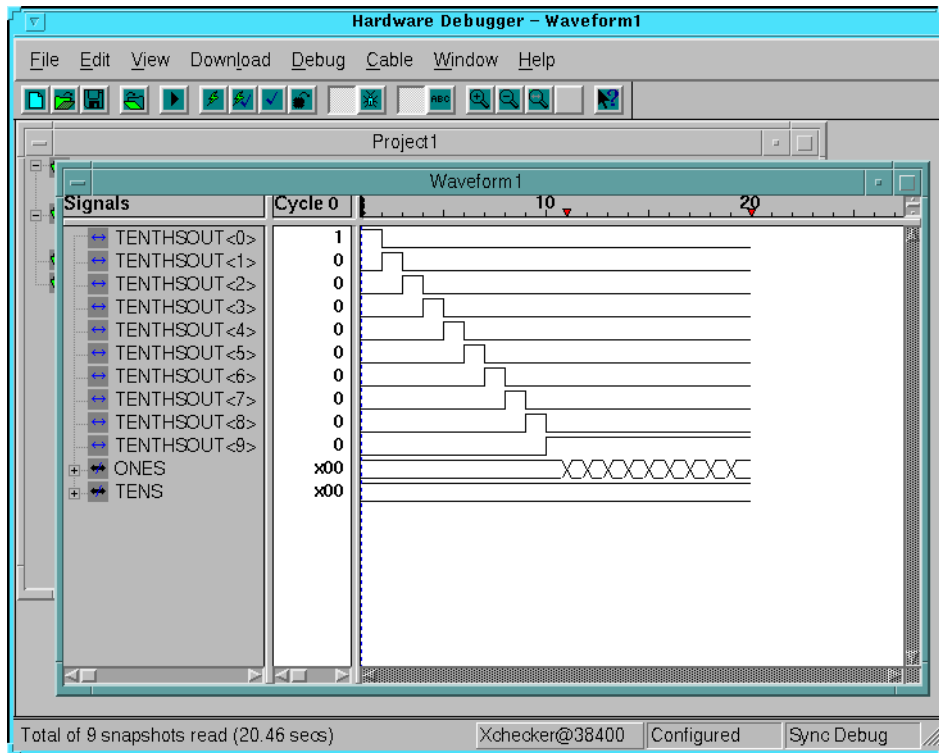 Hardware Debugger – Waveform1
File Edit View Download Debug Cable Window Help
ABC
Project1
Waveform1
Signals Cycle 0 10 20
TENTHSOUT<0> 1
TENTHSOUT<1> 0
TENTHSOUT<2> 0
TENTHSOUT<3> 0
TENTHSOUT<4> 0
TENTHSOUT<5> 0
TENTHSOUT<6> 0
TENTHSOUT<7> 0
TENTHSOUT<8> 0
TENTHSOUT<9> 0
ONES x00
TENS x00
Total of 9 snapshots read (20.46 secs) Xchecker@38400 Configured Sync Debug